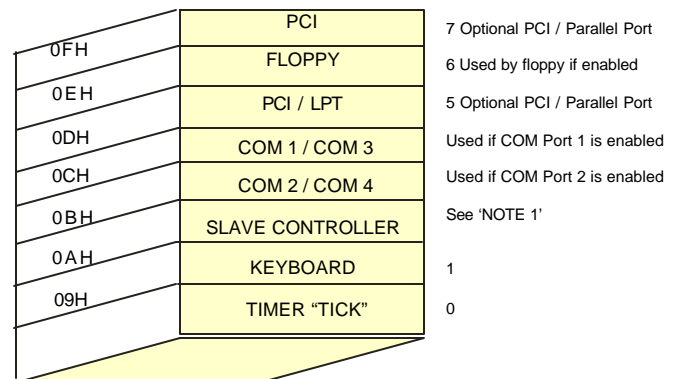 PCI 7 Optional PCI / Parallel Port
0FH
FLOPPY 6 Used by floppy if enabled
0EH
PCI / LPT 5 Optional PCI / Parallel Port
0DH
COM 1 / COM 3 Used if COM Port 1 is enabled
0CH
COM 2 / COM 4 Used if COM Port 2 is enabled
0BH
SLAVE CONTROLLER See ‘NOTE 1’
0AH
KEYBOARD 1
09H
TIMER “TICK” 0